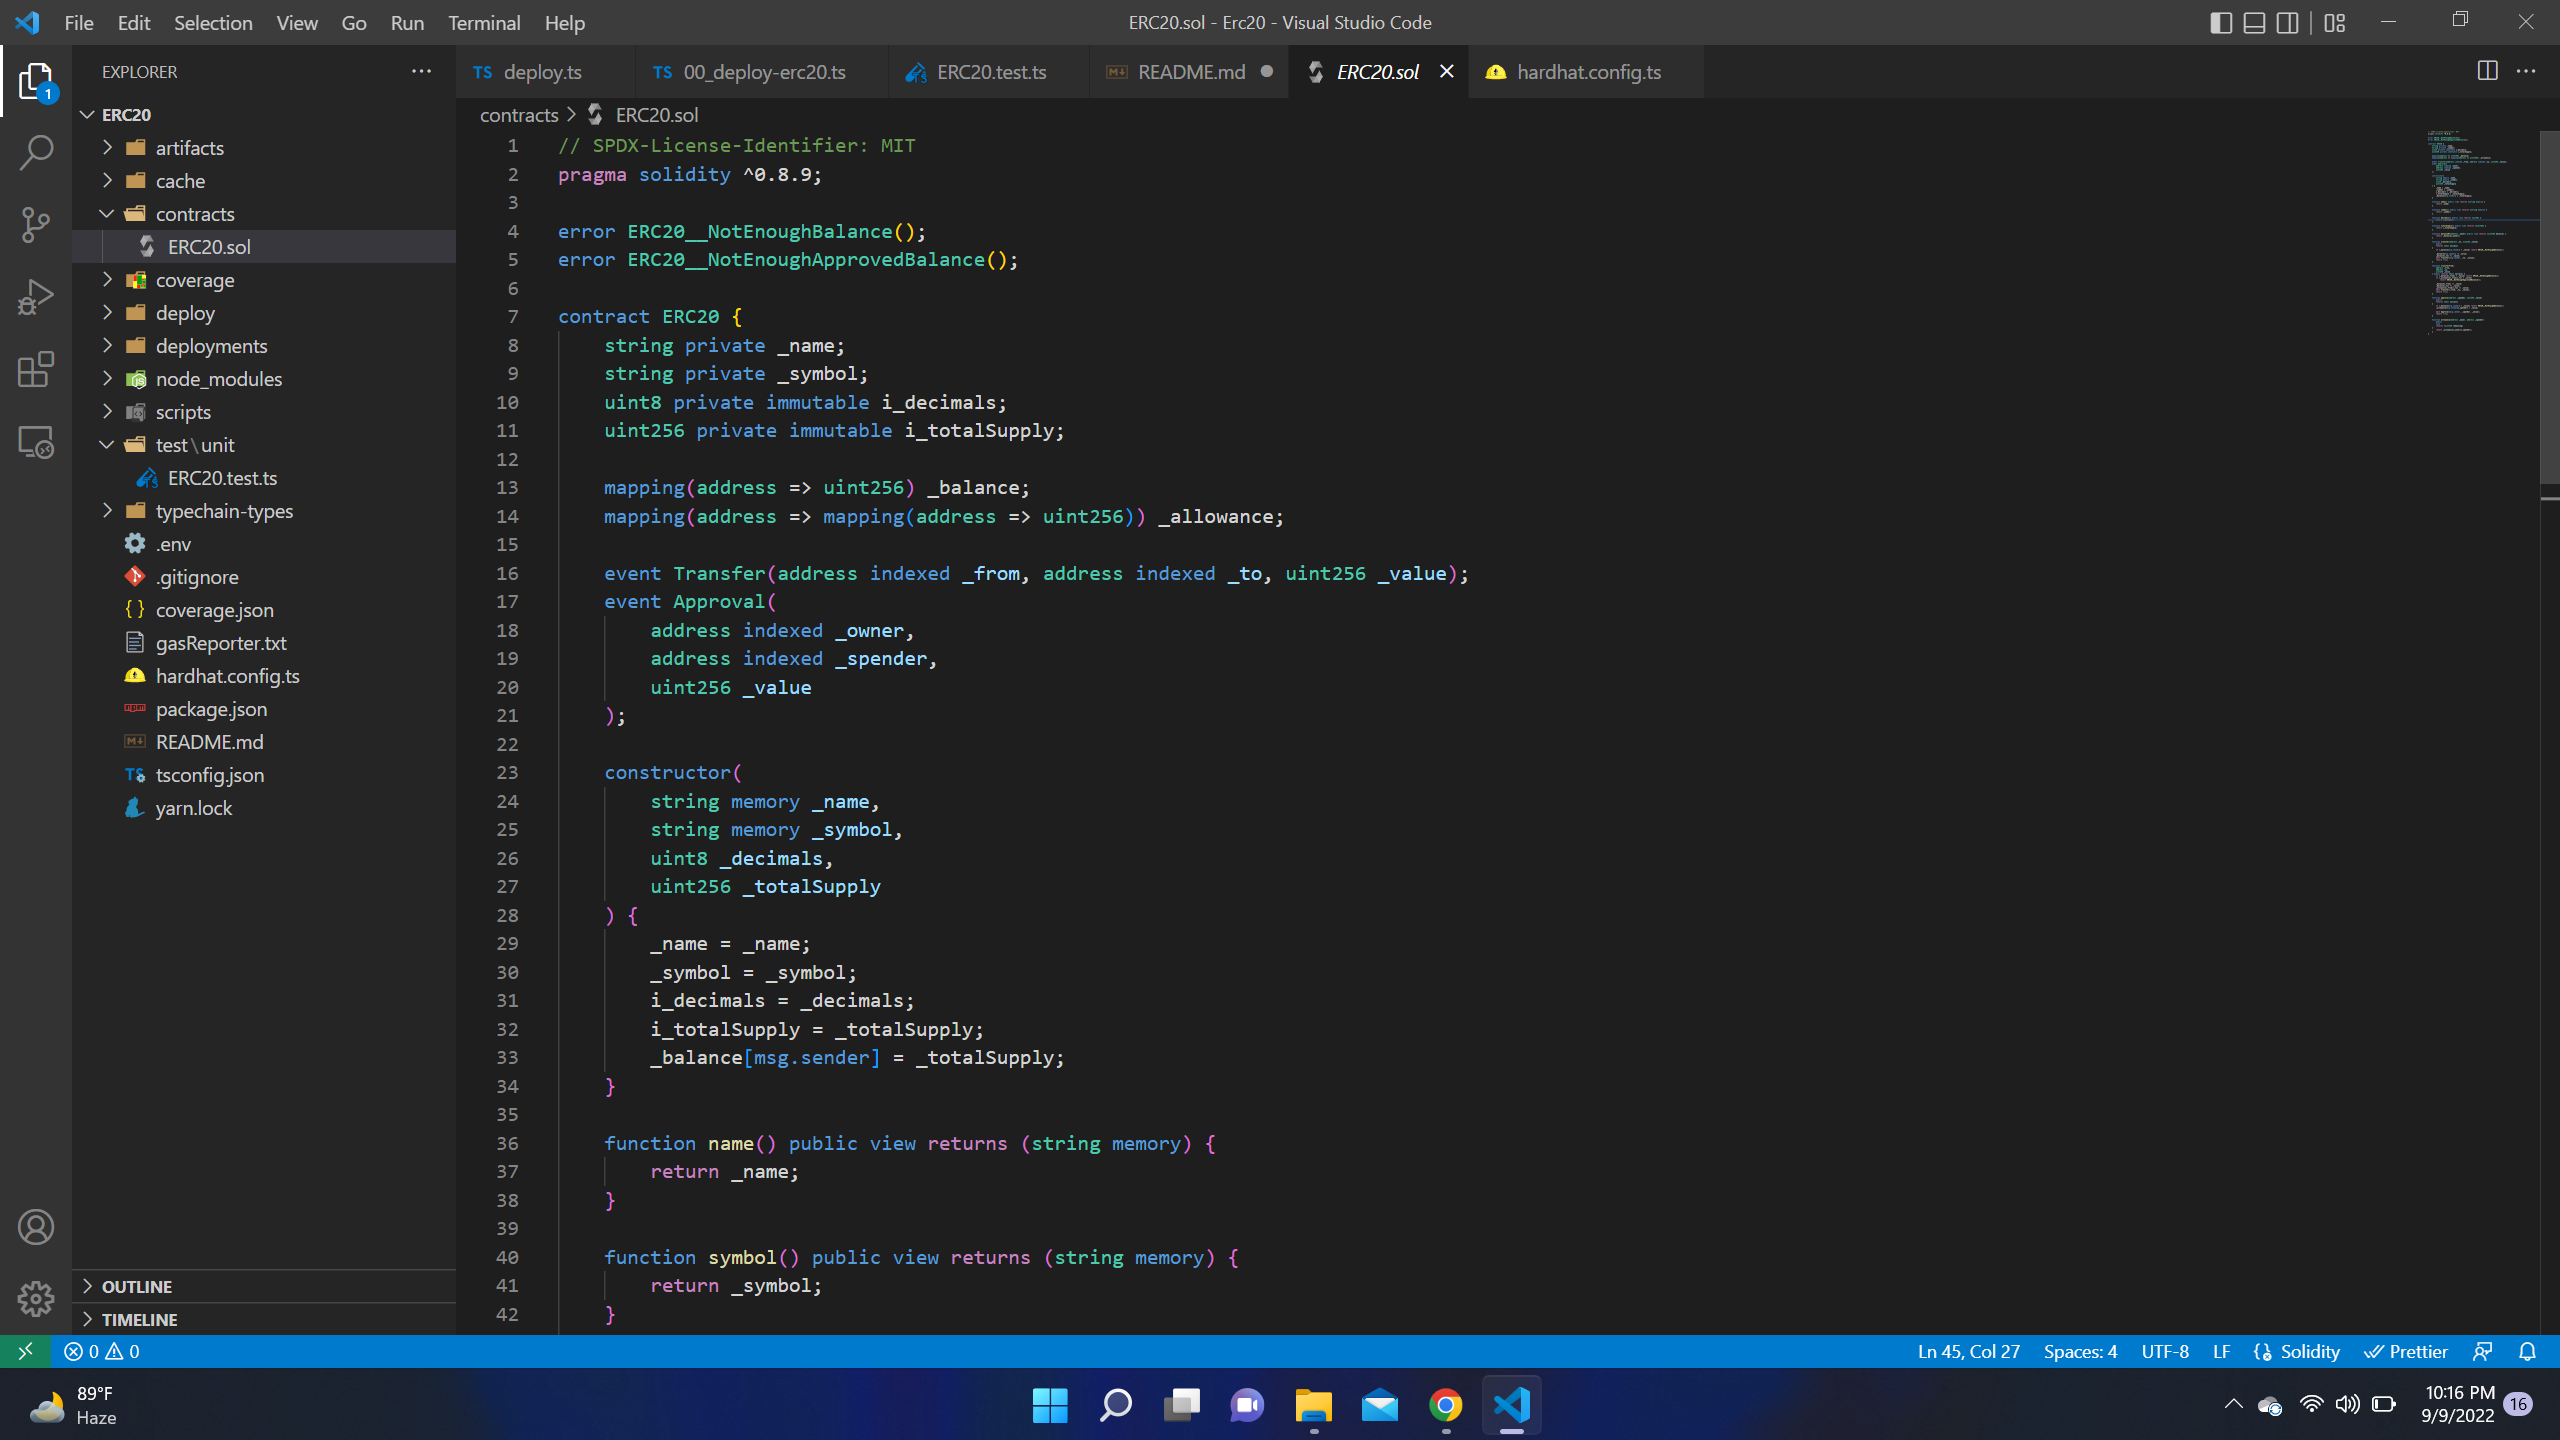 File Edit Selection View Go Run Terminal Help
ERC20.sol - Erc20 - Visual Studio Code
EXPLORER
1
ERC20
artifacts
cache
contracts
ERC20.sol
coverage
deploy
deployments
node_modules
scripts
test\unit
ERC20.test.ts
typechain-types
.env
.gitignore
coverage.json
gasReporter.txt
hardhat.config.ts
package.json
README.md
tsconfig.json
yarn.lock
OUTLINE
TIMELINE
TS deploy.ts
TS 00_deploy-erc20.ts
ERC20.test.ts
README.md
ERC20.sol
hardhat.config.ts
contracts > ERC20.sol
1 // SPDX-License-Identifier: MIT
2 pragma solidity ^0.8.9;
3
4 error ERC20__NotEnoughBalance();
5 error ERC20__NotEnoughApprovedBalance();
6
7 contract ERC20 {
8 string private _name;
9 string private _symbol;
10 uint8 private immutable i_decimals;
11 uint256 private immutable i_totalSupply;
12
13 mapping(address => uint256) _balance;
14 mapping(address => mapping(address => uint256)) _allowance;
15
16 event Transfer(address indexed _from, address indexed _to, uint256 _value);
17 event Approval(
18 address indexed _owner,
19 address indexed _spender,
20 uint256 _value
21 );
22
23 constructor(
24 string memory _name,
25 string memory _symbol,
26 uint8 _decimals,
27 uint256 _totalSupply
28 ) {
29 _name = _name;
30 _symbol = _symbol;
31 i_decimals = _decimals;
32 i_totalSupply = _totalSupply;
33 _balance[msg.sender] = _totalSupply;
34 }
35
36 function name() public view returns (string memory) {
37 return _name;
38 }
39
40 function symbol() public view returns (string memory) {
41 return _symbol;
42 }
0 0
Ln 45, Col 27 Spaces: 4 UTF-8 LF Solidity Prettier
89°F
Haze
10:16 PM
9/9/2022
16